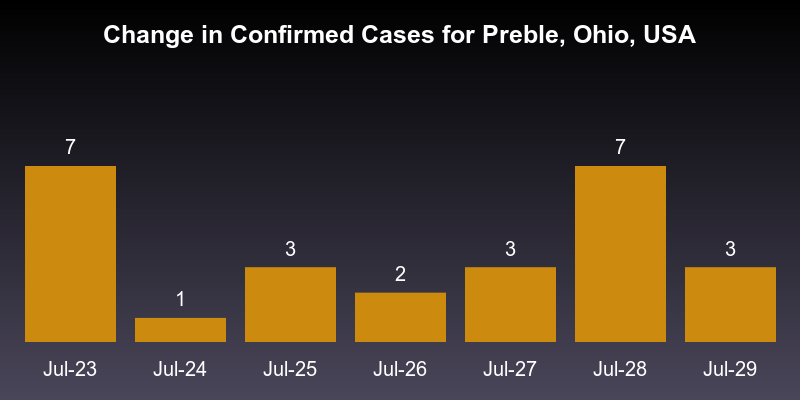 Change in Confirmed Cases for Preble, Ohio, USA
7
1
3
2
3
7
3
Jul-23
Jul-24
Jul-25
Jul-26
Jul-27
Jul-28
Jul-29